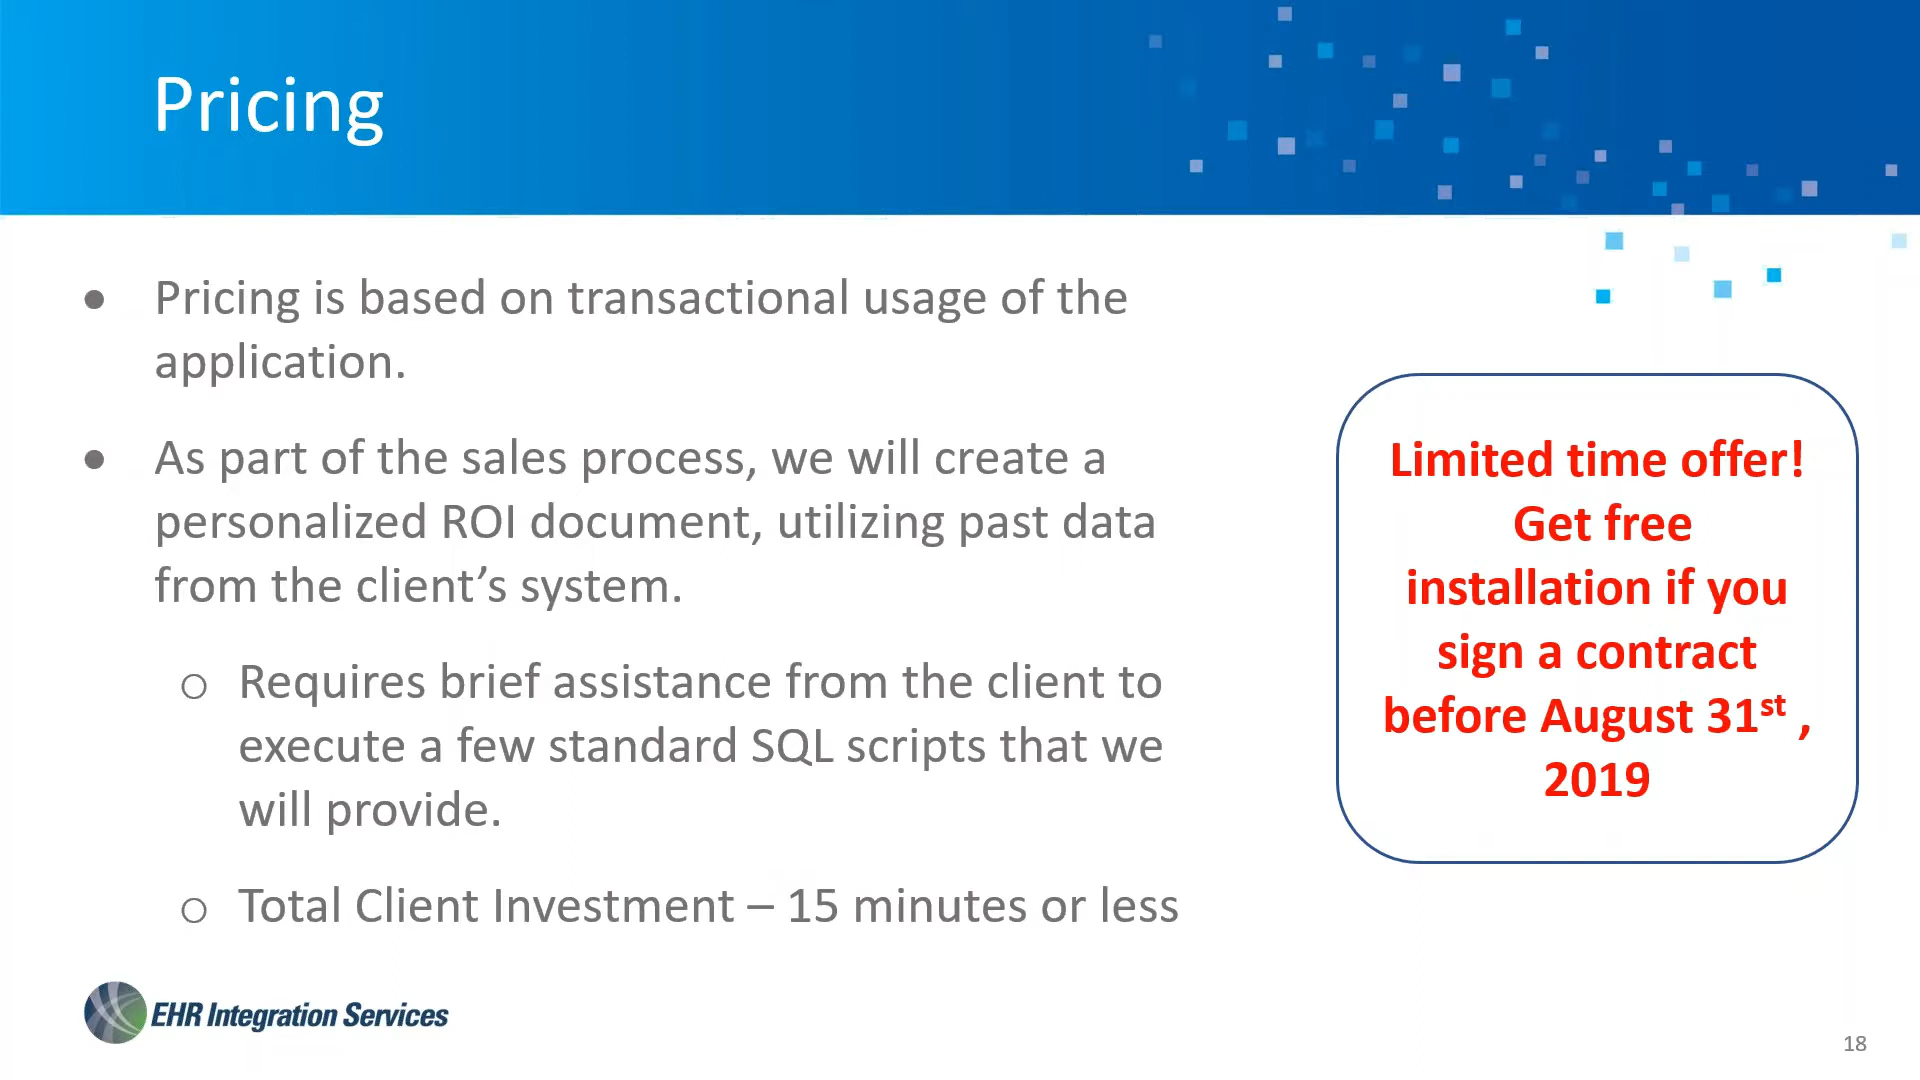 Pricing
● Pricing is based on transactional usage of the
application.
● As part of the sales process, we will create a
personalized ROI document, utilizing past data
from the client’s system.
○ Requires brief assistance from the client to
execute a few standard SQL scripts that we
will provide.
○ Total Client Investment – 15 minutes or less
Limited time offer!
Get free
installation if you
sign a contract
before August 31st ,
2019
EHR Integration Services
18